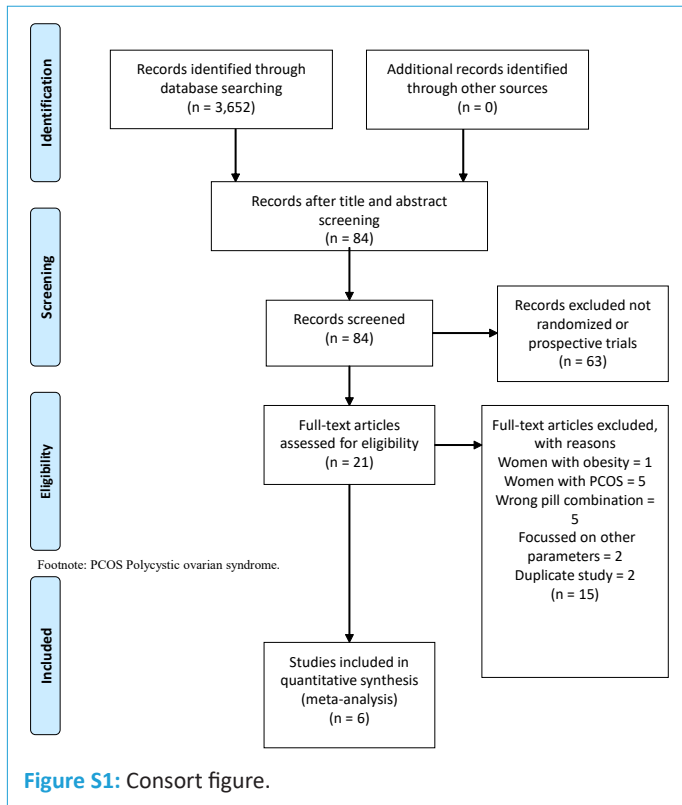 Identification
Records identified through
database searching
(n = 3,652)
Additional records identified
through other sources
(n = 0)
Records after title and abstract
screening
(n = 84)
Screening
Records screened
(n = 84)
Records excluded not
randomized or
prospective trials
(n = 63)
Eligibility
Full-text articles
assessed for eligibility
(n = 21)
Full-text articles excluded,
with reasons
Women with obesity = 1
Women with PCOS = 5
Wrong pill combination =
5
Focussed on other
parameters = 2
Duplicate study = 2
(n = 15)
Footnote: PCOS Polycystic ovarian syndrome.
Included
Studies included in
quantitative synthesis
(meta-analysis)
(n = 6)
Figure S1: Consort figure.